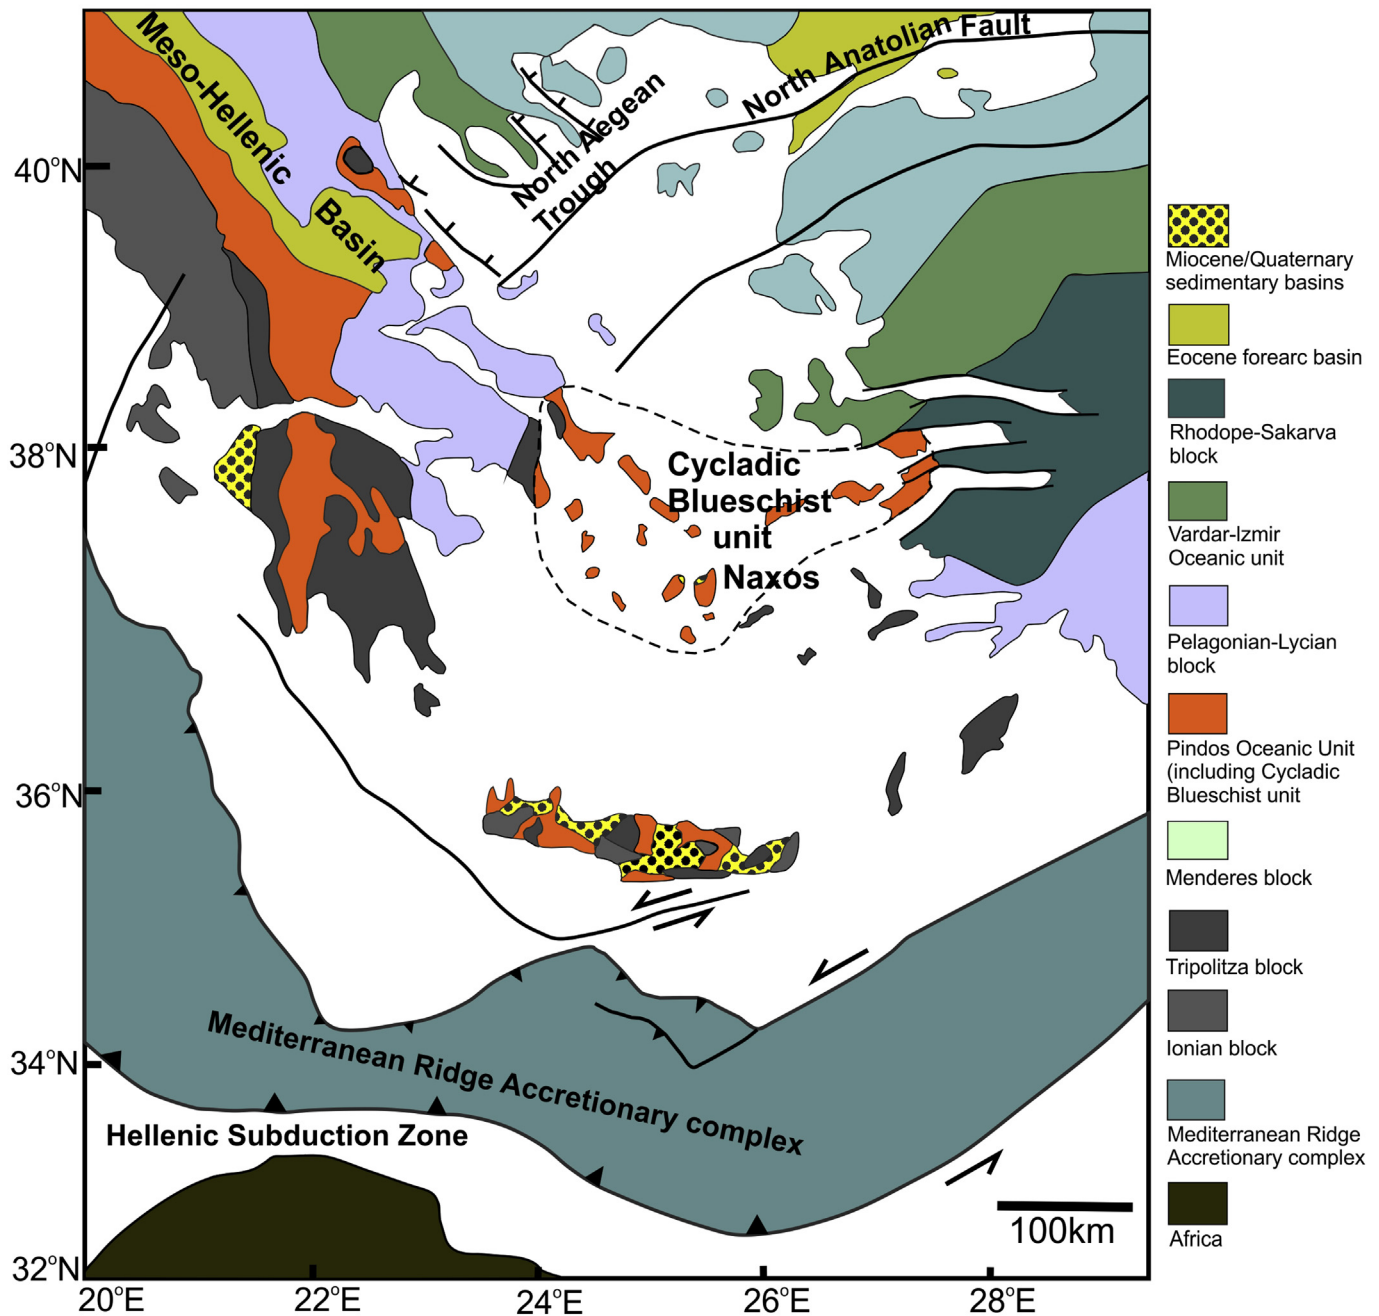 Meso-Hellenic
Basin
North Anatolian Fault
North Aegean
Trough
40°N
38°N
36°N
34°N
32°N
20°E
22°E
24°E
26°E
28°E
Cycladic
Blueschist
unit
Naxos
Mediterranean Ridge Accretionary complex
Hellenic Subduction Zone
100km
Miocene/Quaternary
sedimentary basins
Eocene forearc basin
Rhodope-Sakarva
block
Vardar-Izmir
Oceanic unit
Pelagonian-Lycian
block
Pindos Oceanic Unit
(including Cycladic
Blueschist unit
Menderes block
Tripolitza block
Ionian block
Mediterranean Ridge
Accretionary complex
Africa